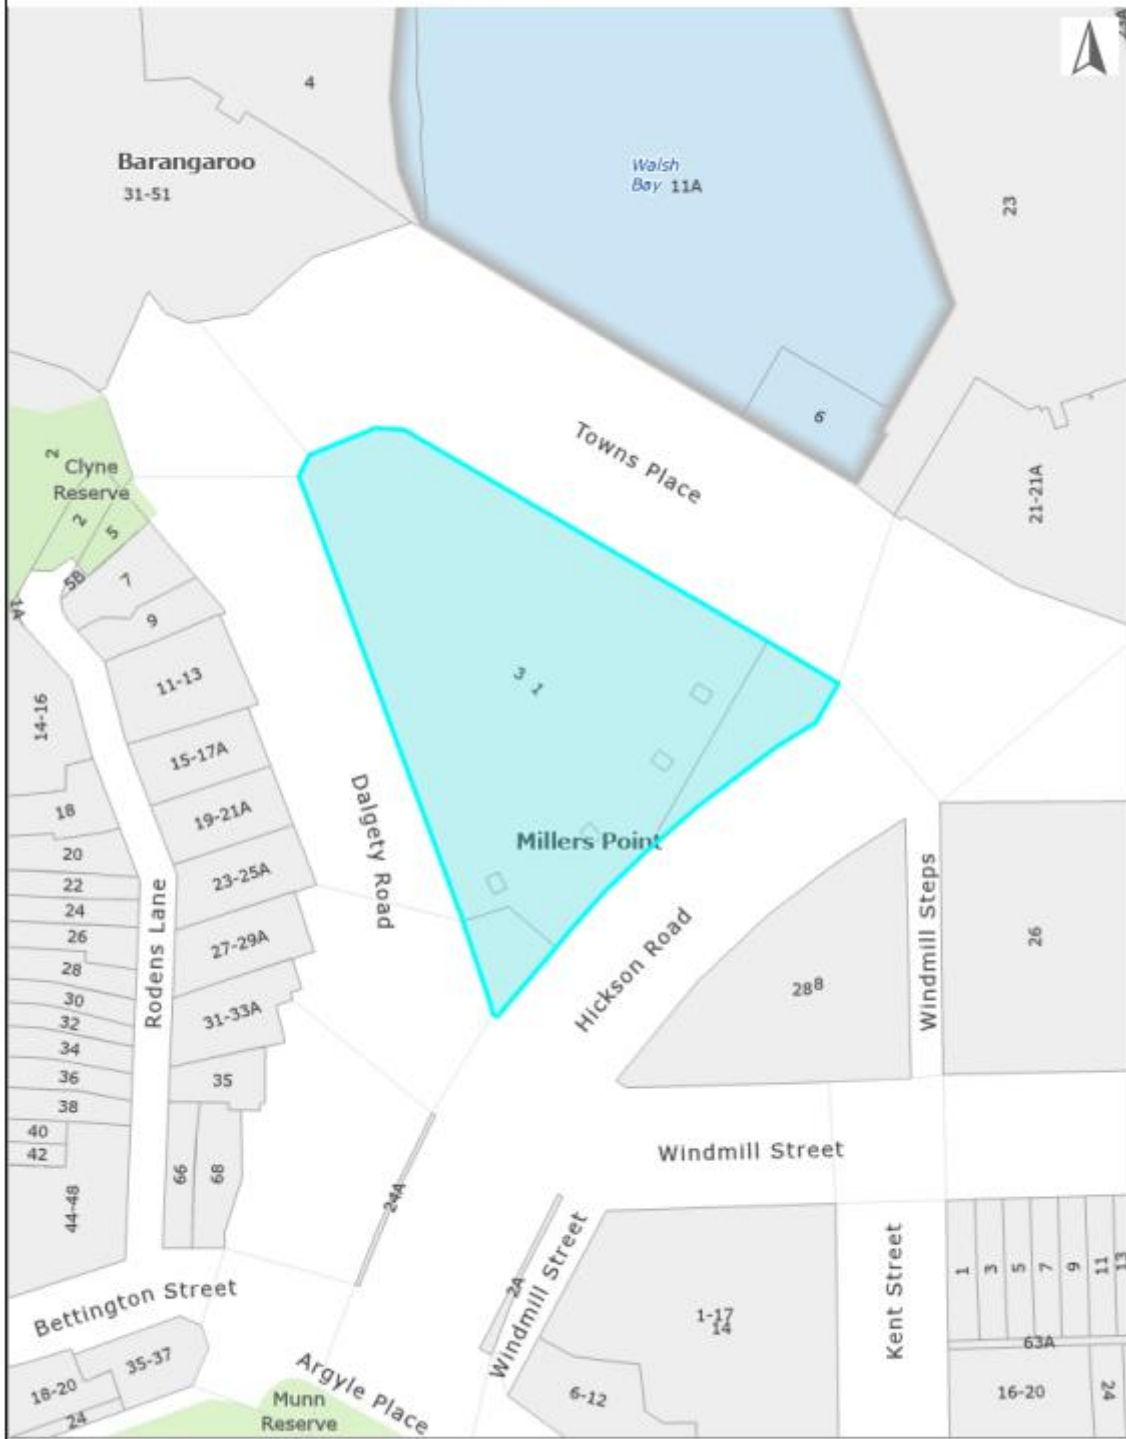 4
Barangaroo
31-51
Walsh
Bay 11A
23
6
Towns Place
21-21A
2
Clyne
Reserve
2
5
5B
7
1A
9
3 1
11-13
14-16
15-17A
18
19-21A
20
22
24
26
28
30
32
34
36
38
40
42
44-48
Rodens Lane
23-25A
27-29A
31-33A
35
66
68
Dalgety Road
Millers Point
Hickson Road
288
Windmill Steps
26
Windmill Street
24A
2A
Windmill Street
Kent Street
1
3
5
7
9
11
13
1-17
14
63A
Bettington Street
35-37
18-20
24
Argyle Place
Munn
Reserve
6-12
16-20
24